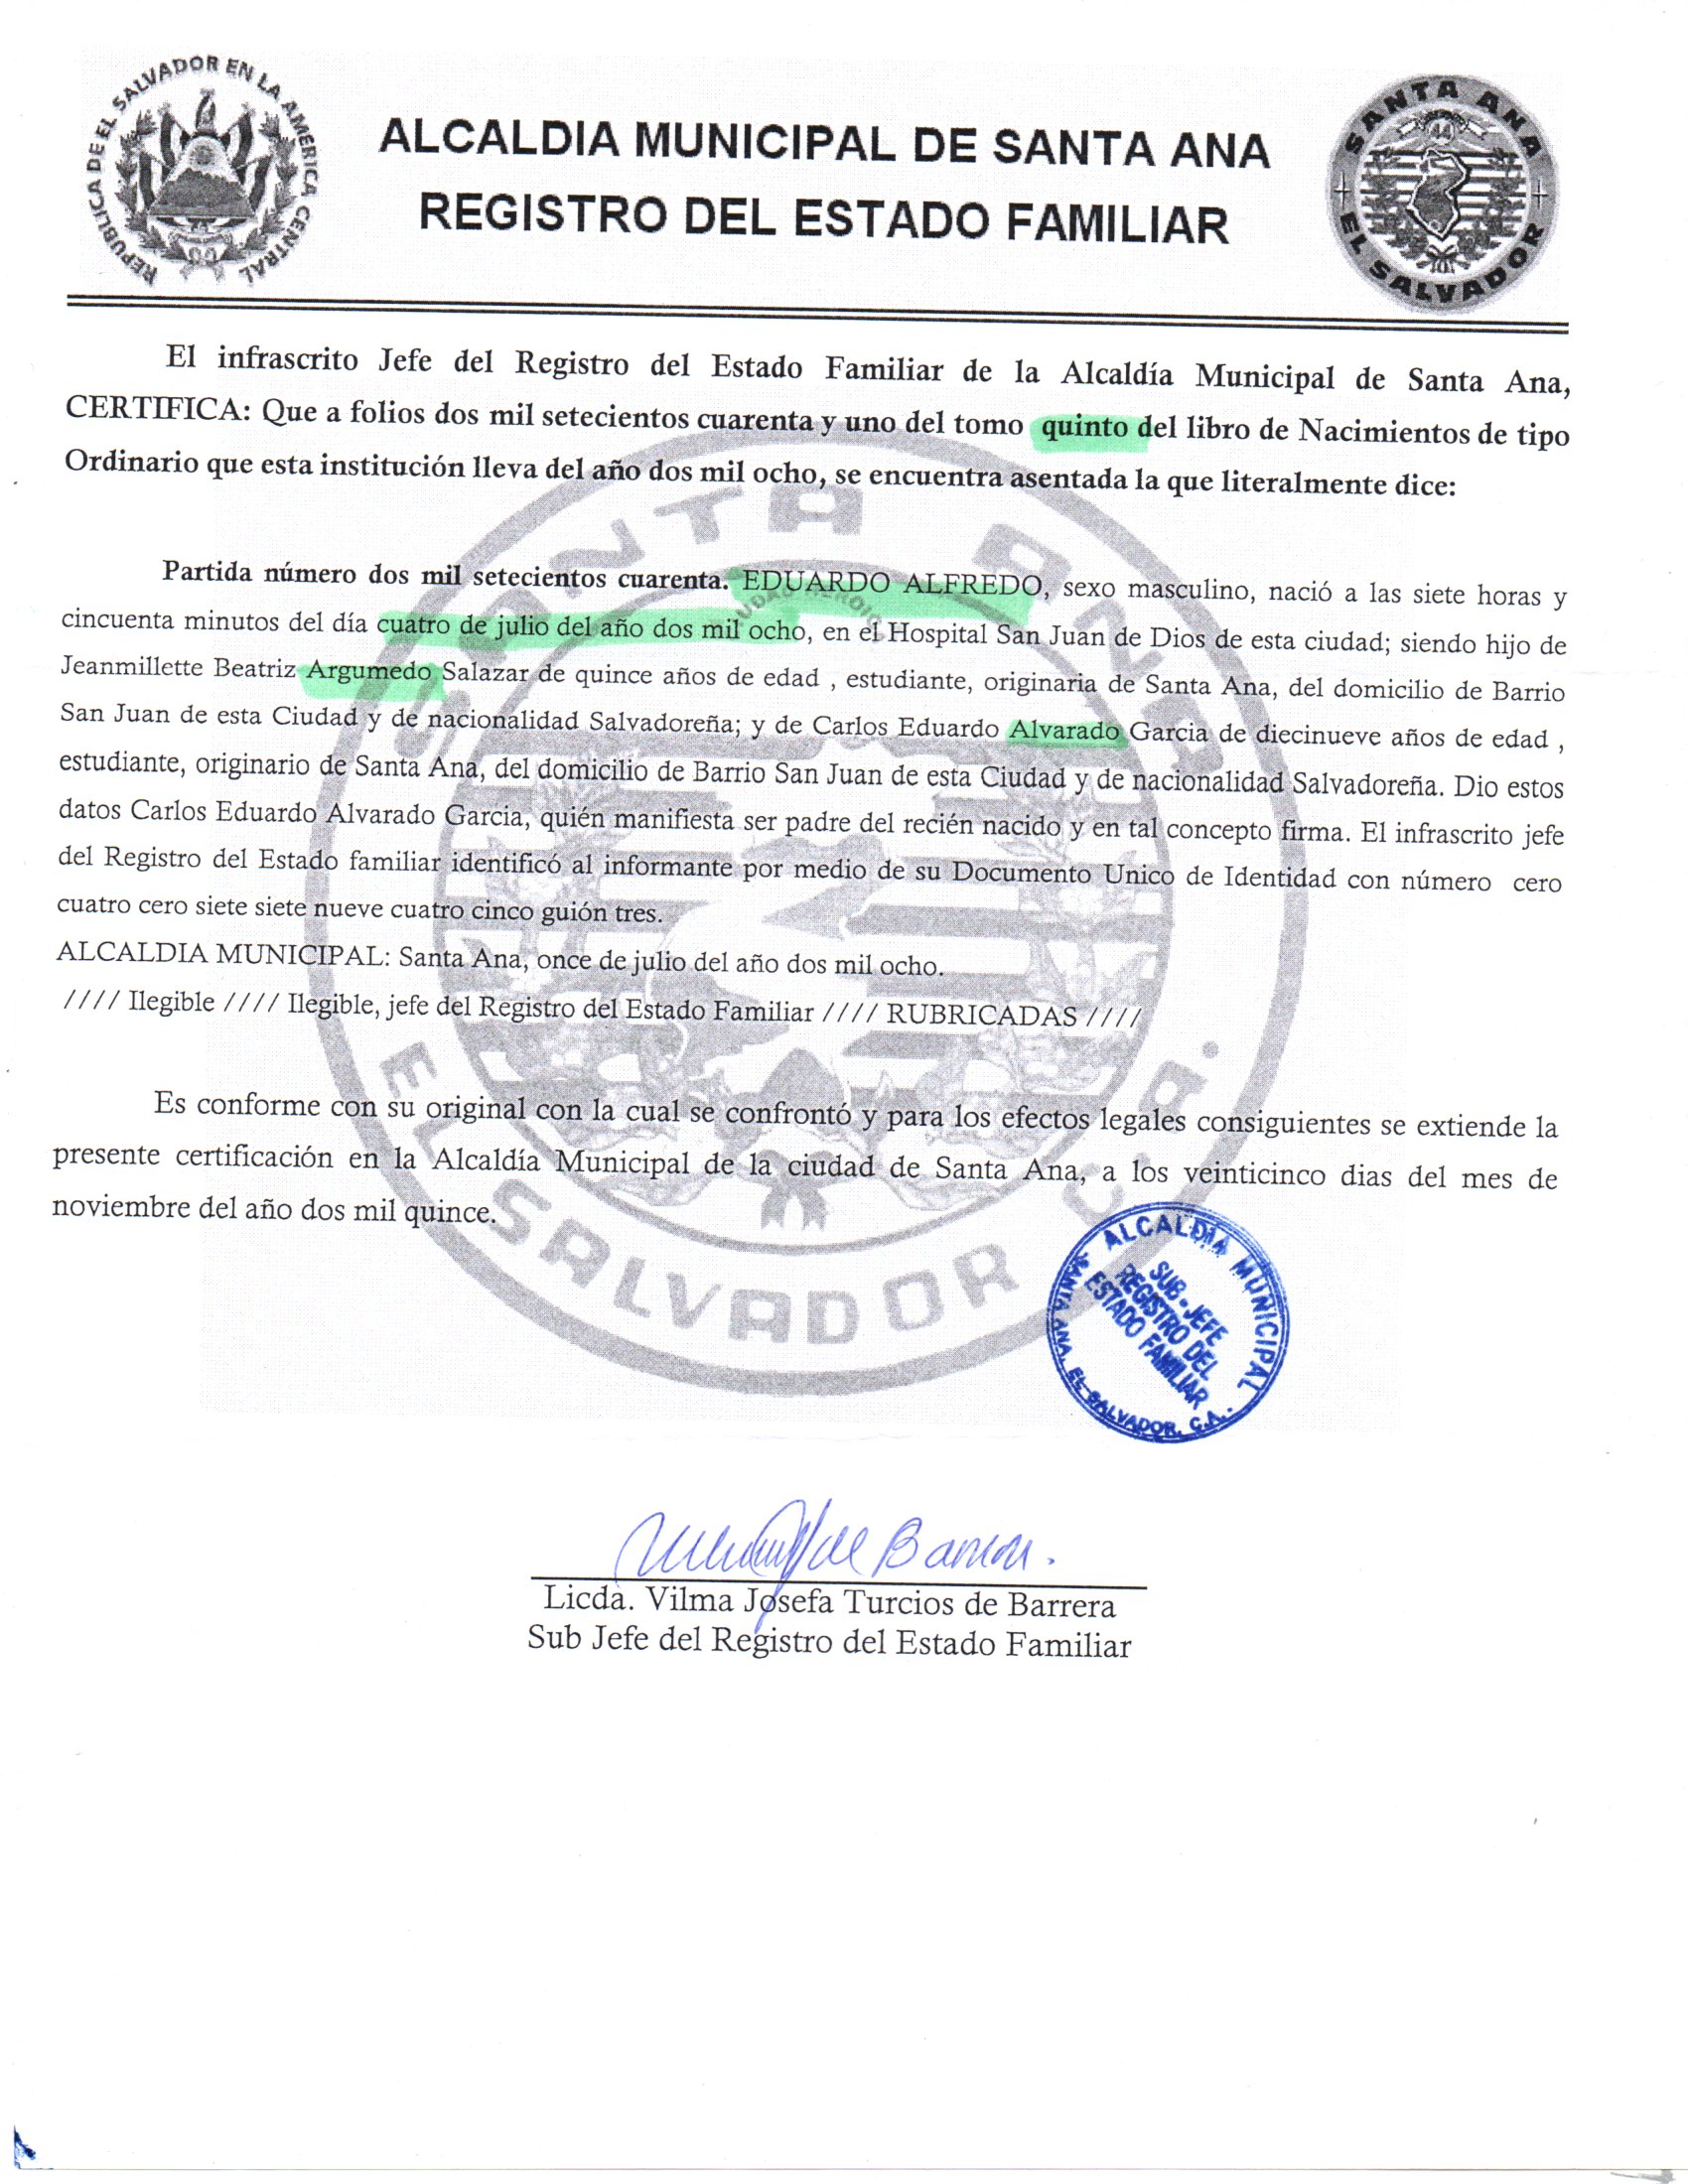 REPUBLICA DE EL SALVADOR EN LA AMERICA CENTRAL
ALCALDIA MUNICIPAL DE SANTA ANA
REGISTRO DEL ESTADO FAMILIAR
SANTA ANA
EL SALVADOR
El infrascrito Jefe del Registro del Estado Familiar de la Alcaldía Municipal de Santa Ana,
CERTIFICA: Que a folios dos mil setecientos cuarenta y uno del tomo quinto del libro de Nacimientos de tipo
Ordinario que esta institución lleva del año dos mil ocho, se encuentra asentada la que literalmente dice:
Partida número dos mil setecientos cuarenta. EDUARDO ALFREDO, sexo masculino, nació a las siete horas y
cincuenta minutos del día cuatro de julio del año dos mil ocho, en el Hospital San Juan de Dios de esta ciudad; siendo hijo de
Jeanmillette Beatriz Argumedo Salazar de quince años de edad , estudiante, originaria de Santa Ana, del domicilio de Barrio
San Juan de esta Ciudad y de nacionalidad Salvadoreña; y de Carlos Eduardo Alvarado Garcia de diecinueve años de edad ,
estudiante, originario de Santa Ana, del domicilio de Barrio San Juan de esta Ciudad y de nacionalidad Salvadoreña. Dio estos
datos Carlos Eduardo Alvarado Garcia, quién manifiesta ser padre del recién nacido y en tal concepto firma. El infrascrito jefe
del Registro del Estado familiar identificó al informante por medio de su Documento Unico de Identidad con número cero
cuatro cero siete siete nueve cuatro cinco guión tres.
ALCALDIA MUNICIPAL: Santa Ana, once de julio del año dos mil ocho.
//// Ilegible //// Ilegible, jefe del Registro del Estado Familiar //// RUBRICADAS ////
Es conforme con su original con la cual se confrontó y para los efectos legales consiguientes se extiende la
presente certificación en la Alcaldía Municipal de la ciudad de Santa Ana, a los veinticinco dias del mes de
noviembre del año dos mil quince.
SANTA ANA
EL SALVADOR C.A.
ALCALDÍA MUNICIPAL
SUB-JEFE
REGISTRO DEL
ESTADO FAMILIAR
SANTA ANA, EL SALVADOR, C.A.
Licda. Vilma Josefa Turcios de Barrera
Sub Jefe del Registro del Estado Familiar